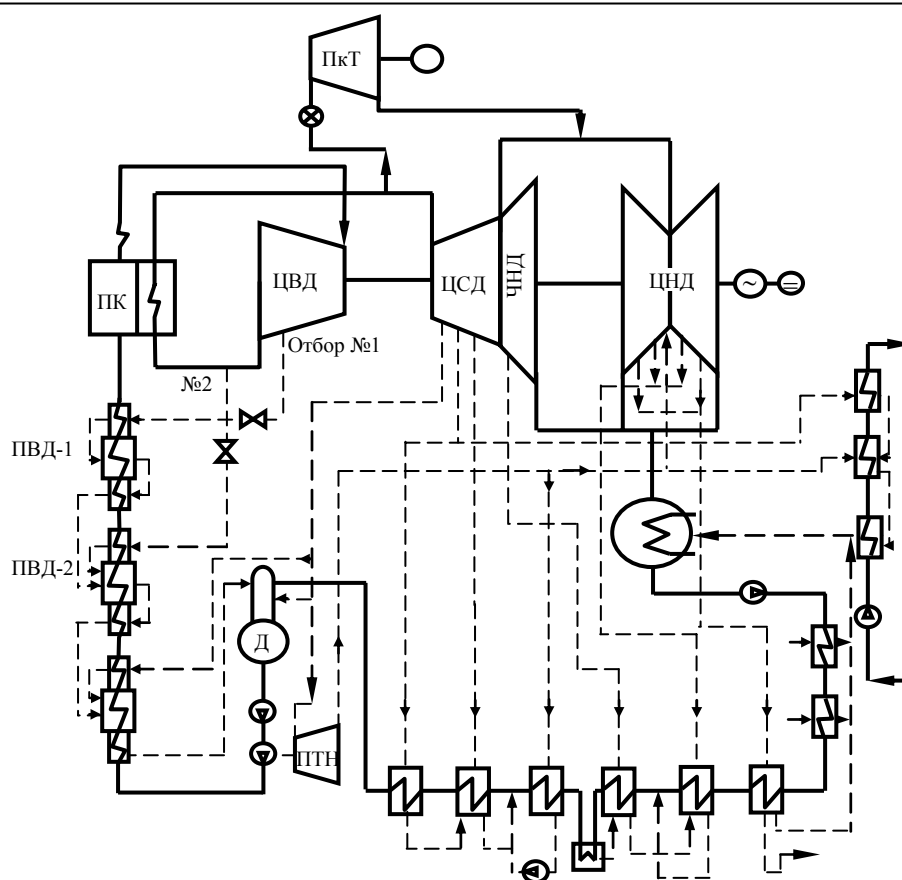 ПкТ
ЦВД
ЦСД
ЧНД
ЦНД
~
=
ПК
Отбор №1
№2
ПВД-1
ПВД-2
Д
ПТН